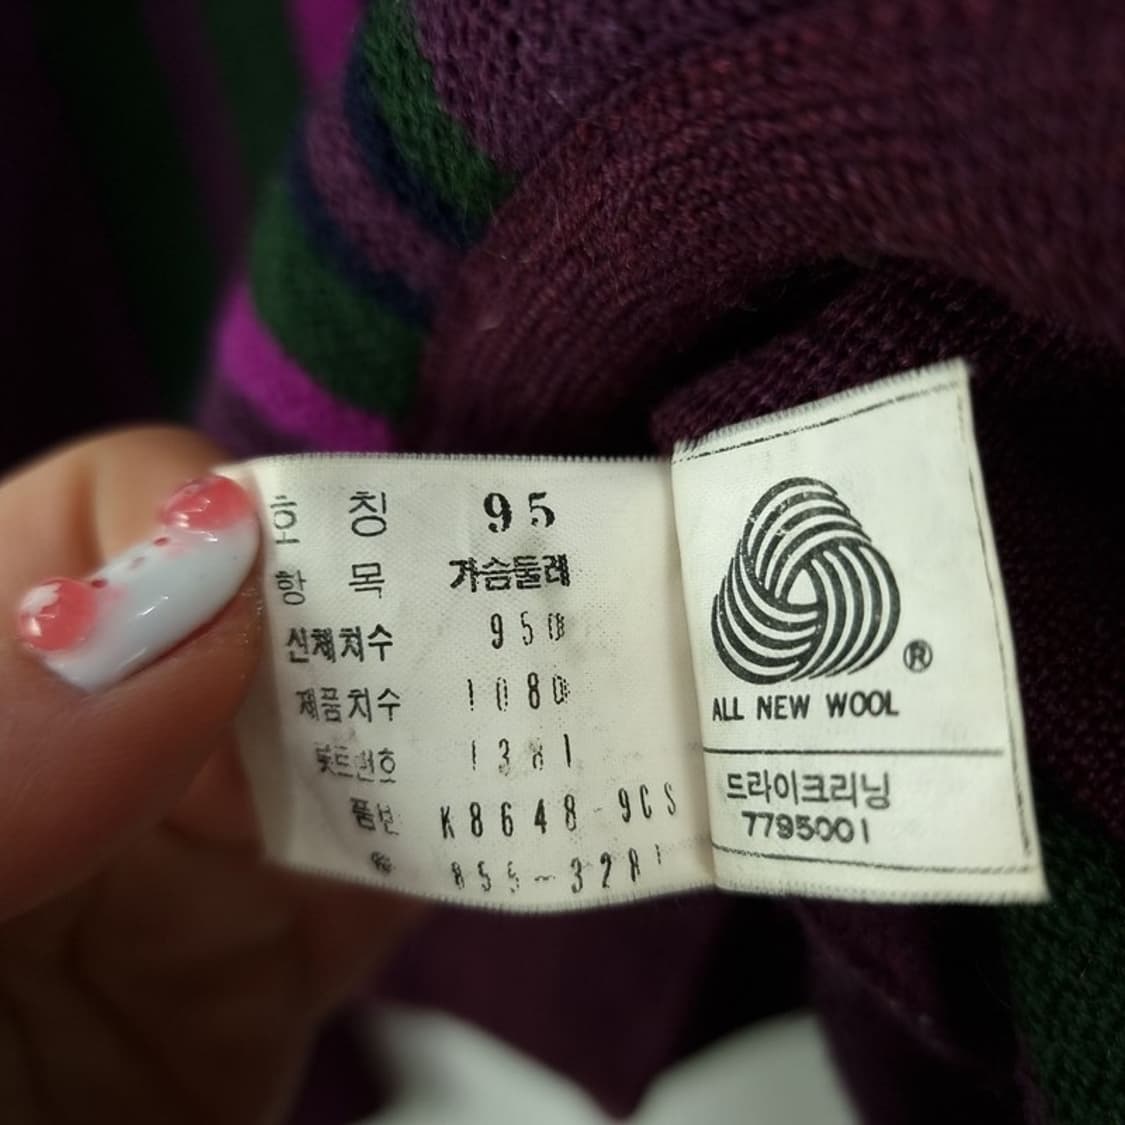 호 칭 95
항 목 가슴둘레
신체치수 950
제품치수 1080
롯트번호 1381
품번 K8648-9CS
855-3281
®
ALL NEW WOOL
드라이크리닝
7795001